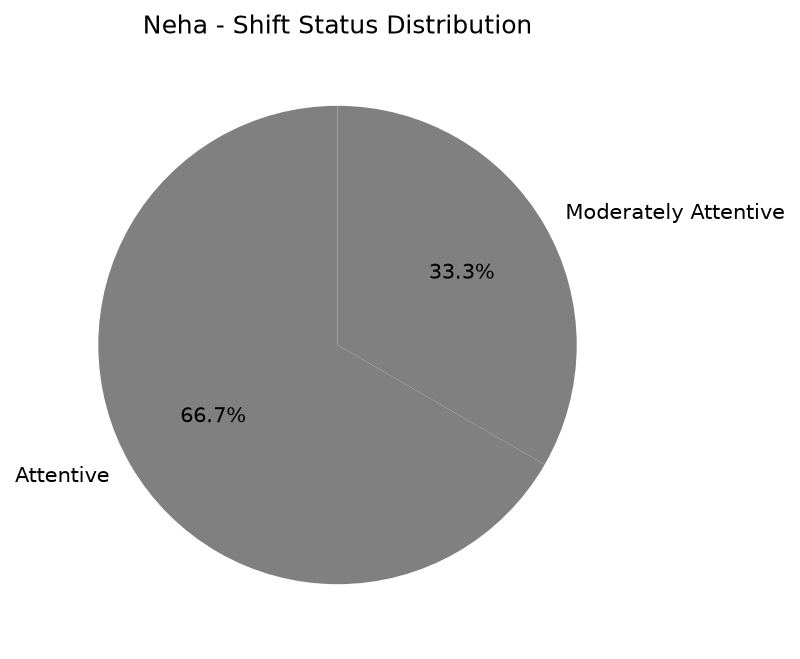 Neha - Shift Status Distribution
Moderately Attentive
33.3%
66.7%
Attentive